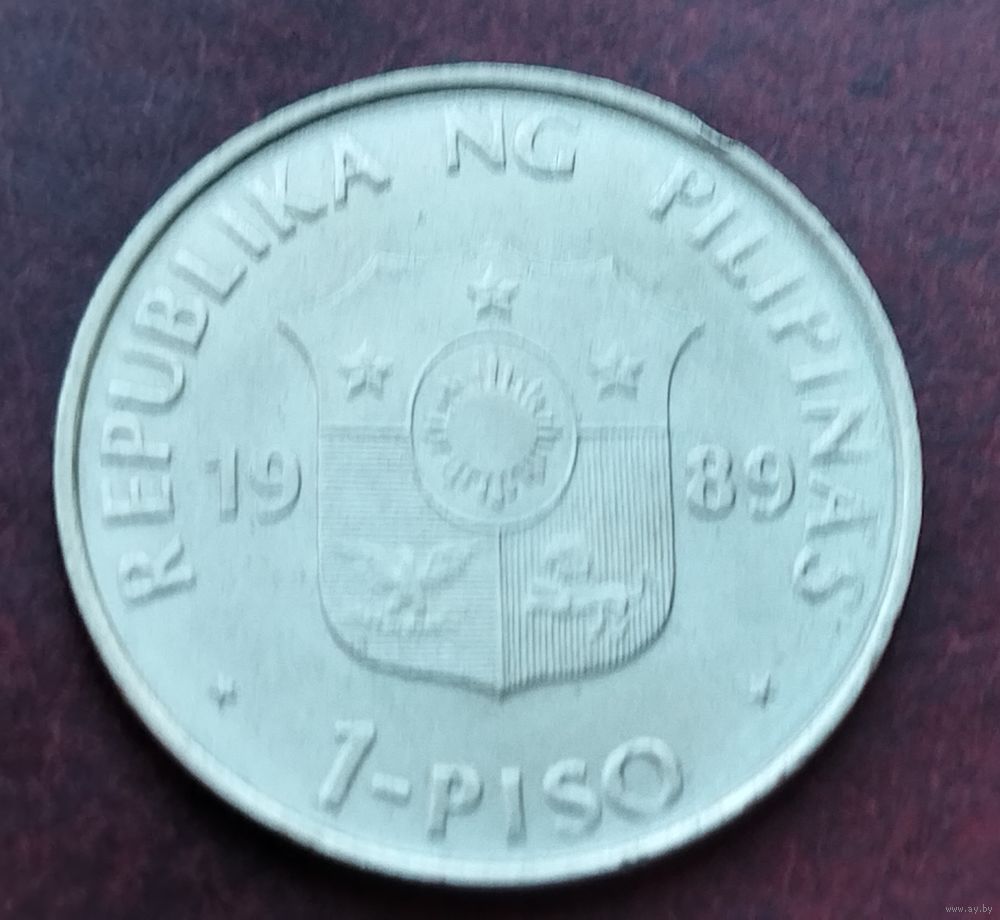 REPUBLIKA NG PILIPINAS
19 89
1-PISO
www.ay.by